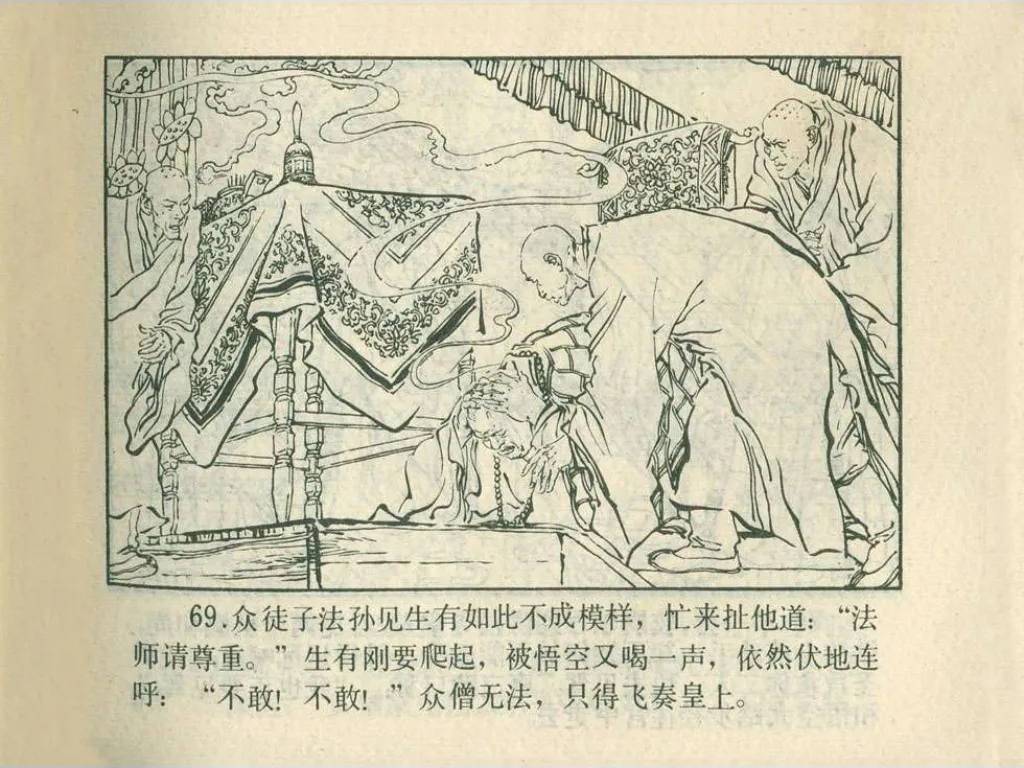 69.众徒子法孙见生有如此不成模样，忙来扯他道：“法
师请尊重。”生有刚要爬起，被悟空又喝一声，依然伏地连
呼：“不敢！不敢！”众僧无法，只得飞奏皇上。